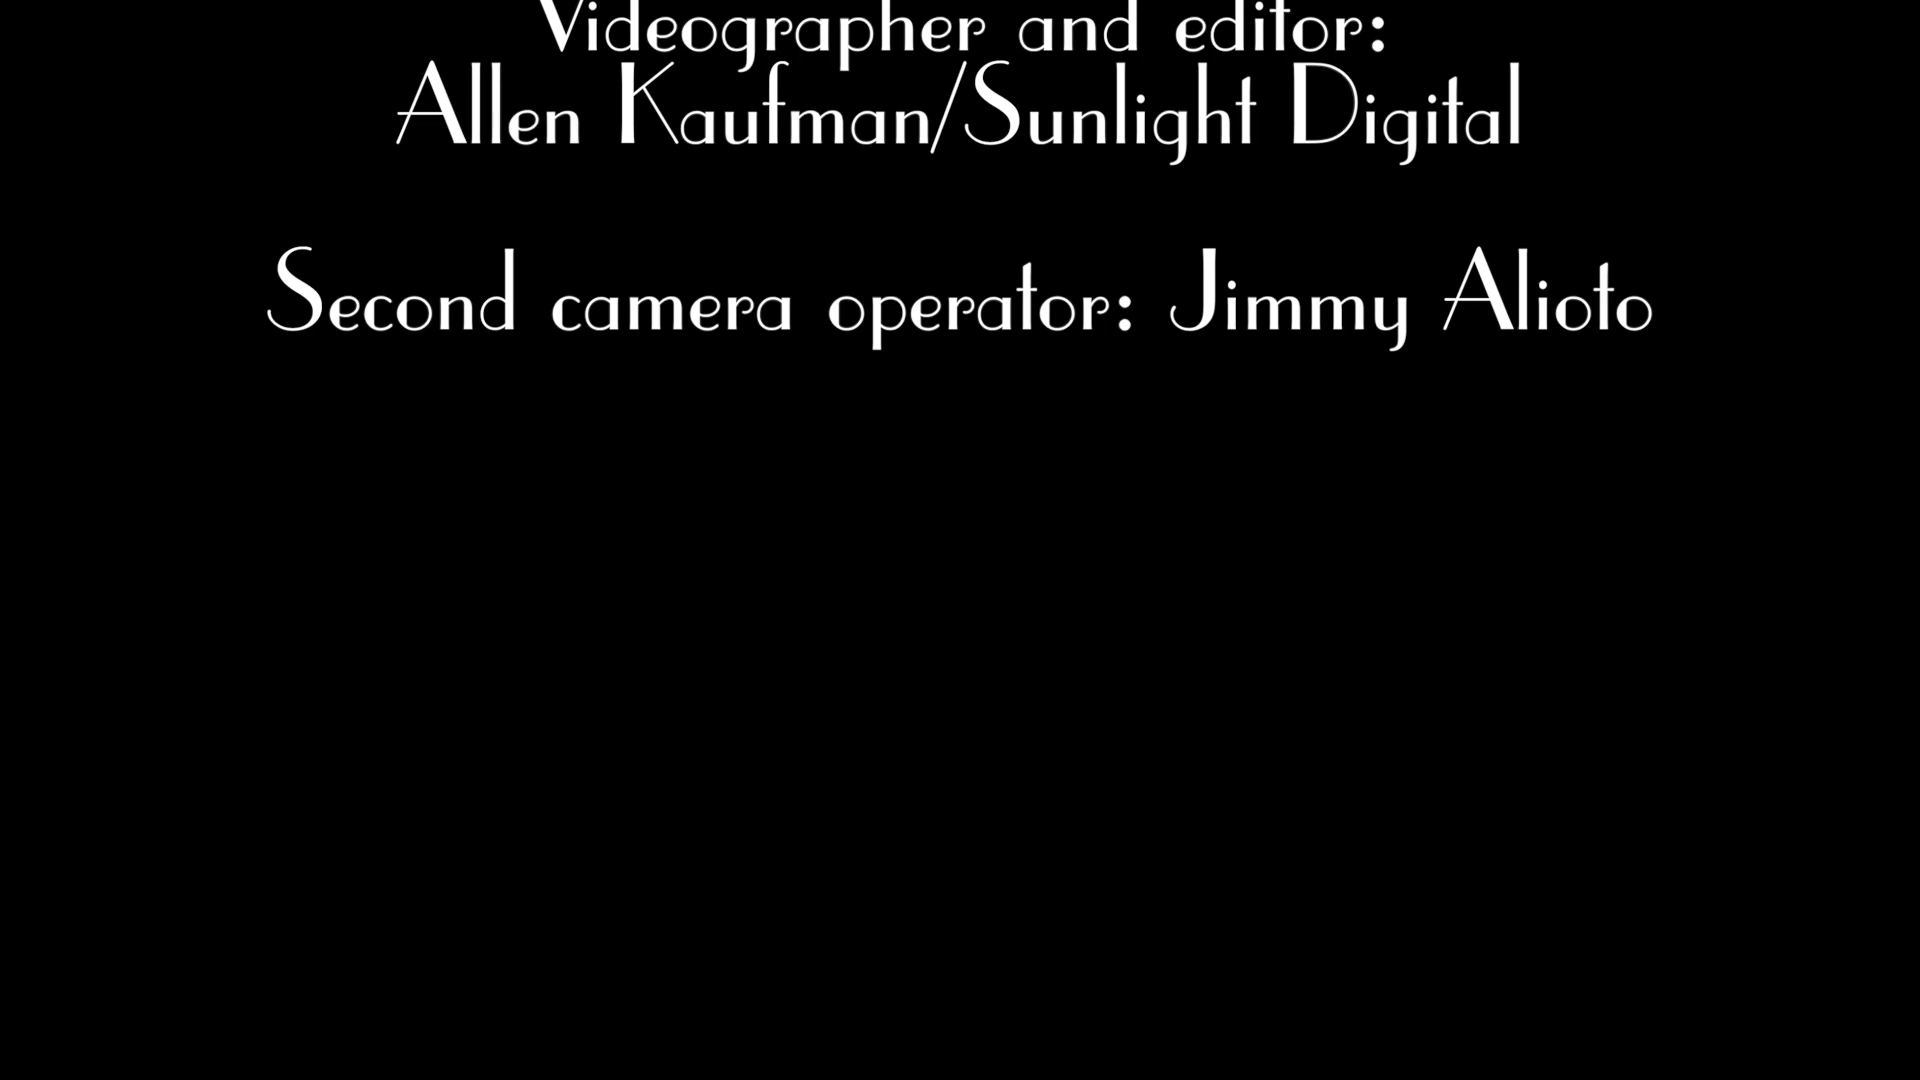 Videographer and editor:
Allen Kaufman/Sunlight Digital
Second camera operator: Jimmy Alioto